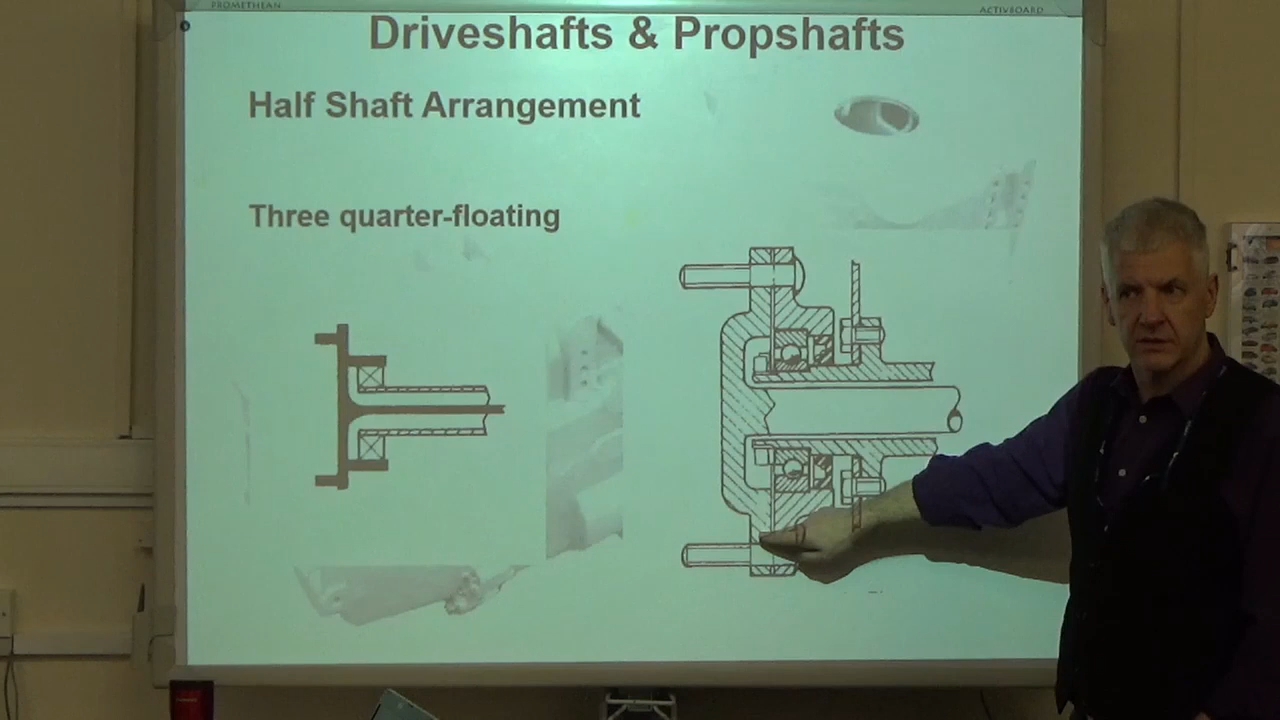 PROMETHEAN
ACTIVBOARD
Driveshafts & Propshafts
Half Shaft Arrangement
Three quarter-floating